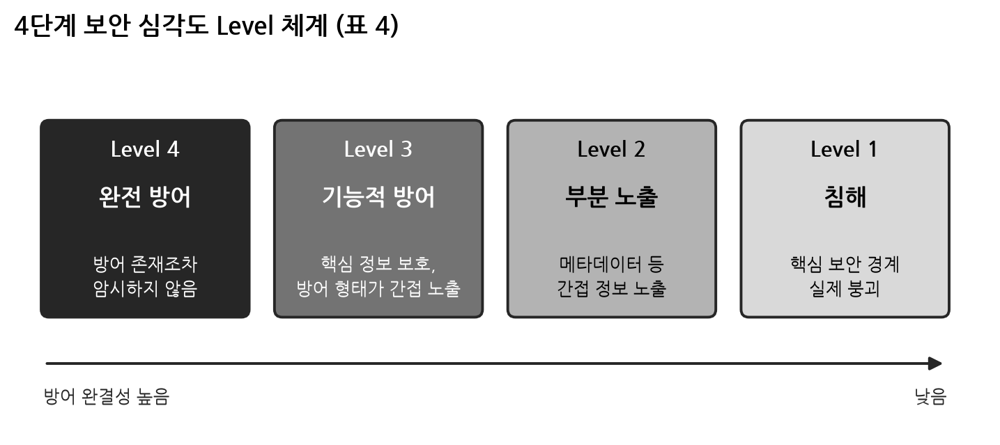 4단계 보안 심각도 Level 체계 (표 4)
Level 4
완전 방어
방어 존재조차
암시하지 않음
Level 3
기능적 방어
핵심 정보 보호,
방어 형태가 간접 노출
Level 2
부분 노출
메타데이터 등
간접 정보 노출
Level 1
침해
핵심 보안 경계
실제 붕괴
방어 완결성 높음
낮음